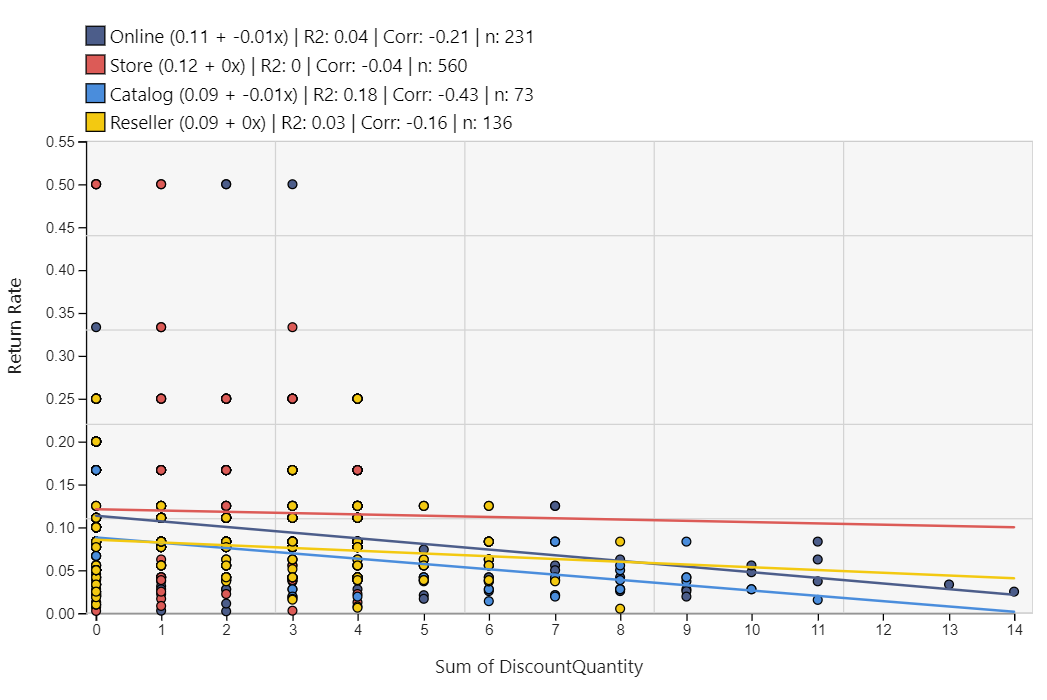 Online (0.11 + -0.01x) | R2: 0.04 | Corr: -0.21 | n: 231
Store (0.12 + 0x) | R2: 0 | Corr: -0.04 | n: 560
Catalog (0.09 + -0.01x) | R2: 0.18 | Corr: -0.43 | n: 73
Reseller (0.09 + 0x) | R2: 0.03 | Corr: -0.16 | n: 136
0.55
0.50
0.45
0.40
0.35
0.30
0.25
0.20
0.15
0.10
0.05
0.00
Return Rate
0 1 2 3 4 5 6 7 8 9 10 11 12 13 14
Sum of DiscountQuantity